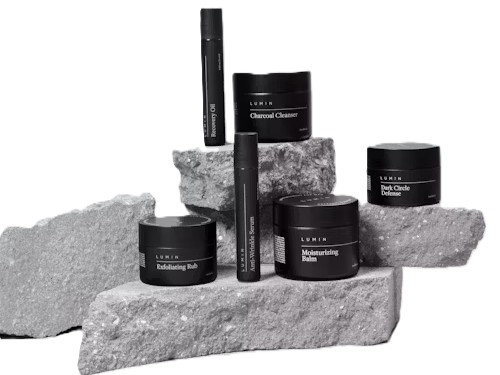 Recovery Oil
LUMIN
Charcoal Cleanser
LUMIN
Dark Circle
Defense
LUMIN
Exfoliating Rub
LUMIN
Anti-Wrinkle Serum
LUMIN
Moisturizing
Balm